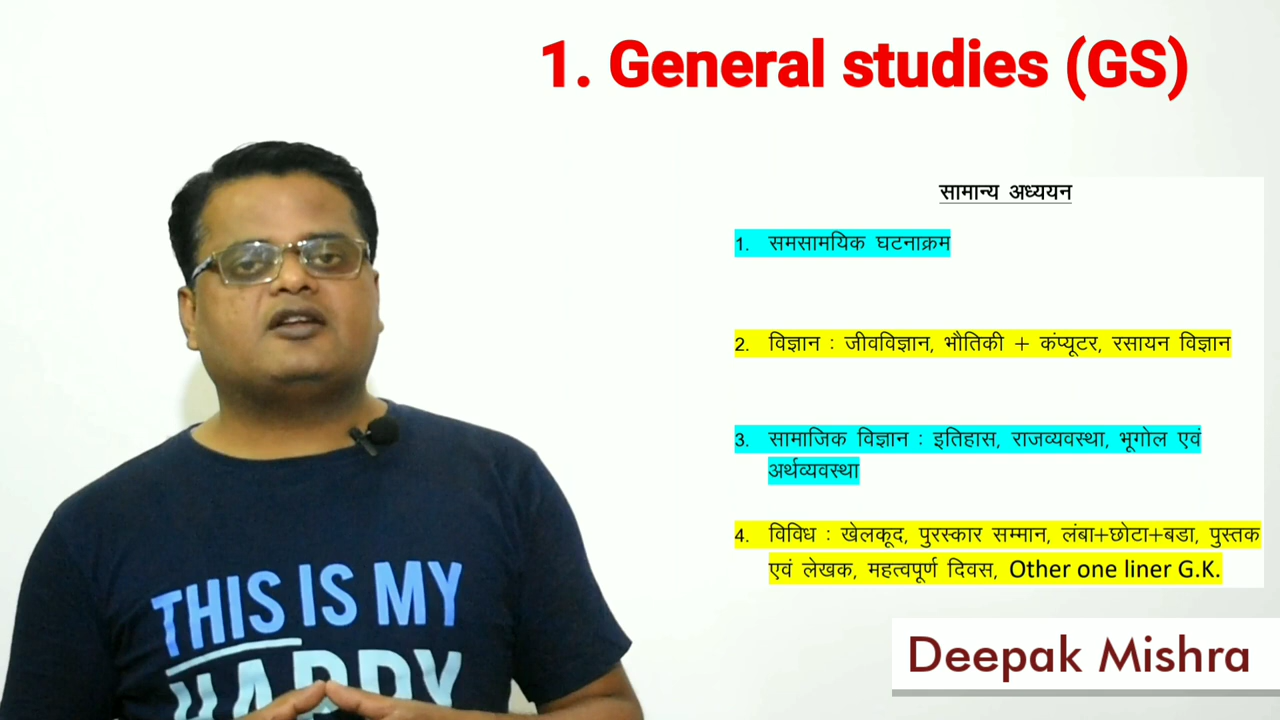 1. General studies (GS)
सामान्य अध्ययन
1. समसामयिक घटनाक्रम
2. विज्ञान : जीवविज्ञान, भौतिकी + कंप्यूटर, रसायन विज्ञान
3. सामाजिक विज्ञान : इतिहास, राजव्यवस्था, भूगोल एवं
अर्थव्यवस्था
4. विविध : खेलकूद, पुरस्कार सम्मान, लंबा+छोटा+बडा, पुस्तक
एवं लेखक, महत्वपूर्ण दिवस, Other one liner G.K.
Deepak Mishra
THIS IS MY
HAPPY